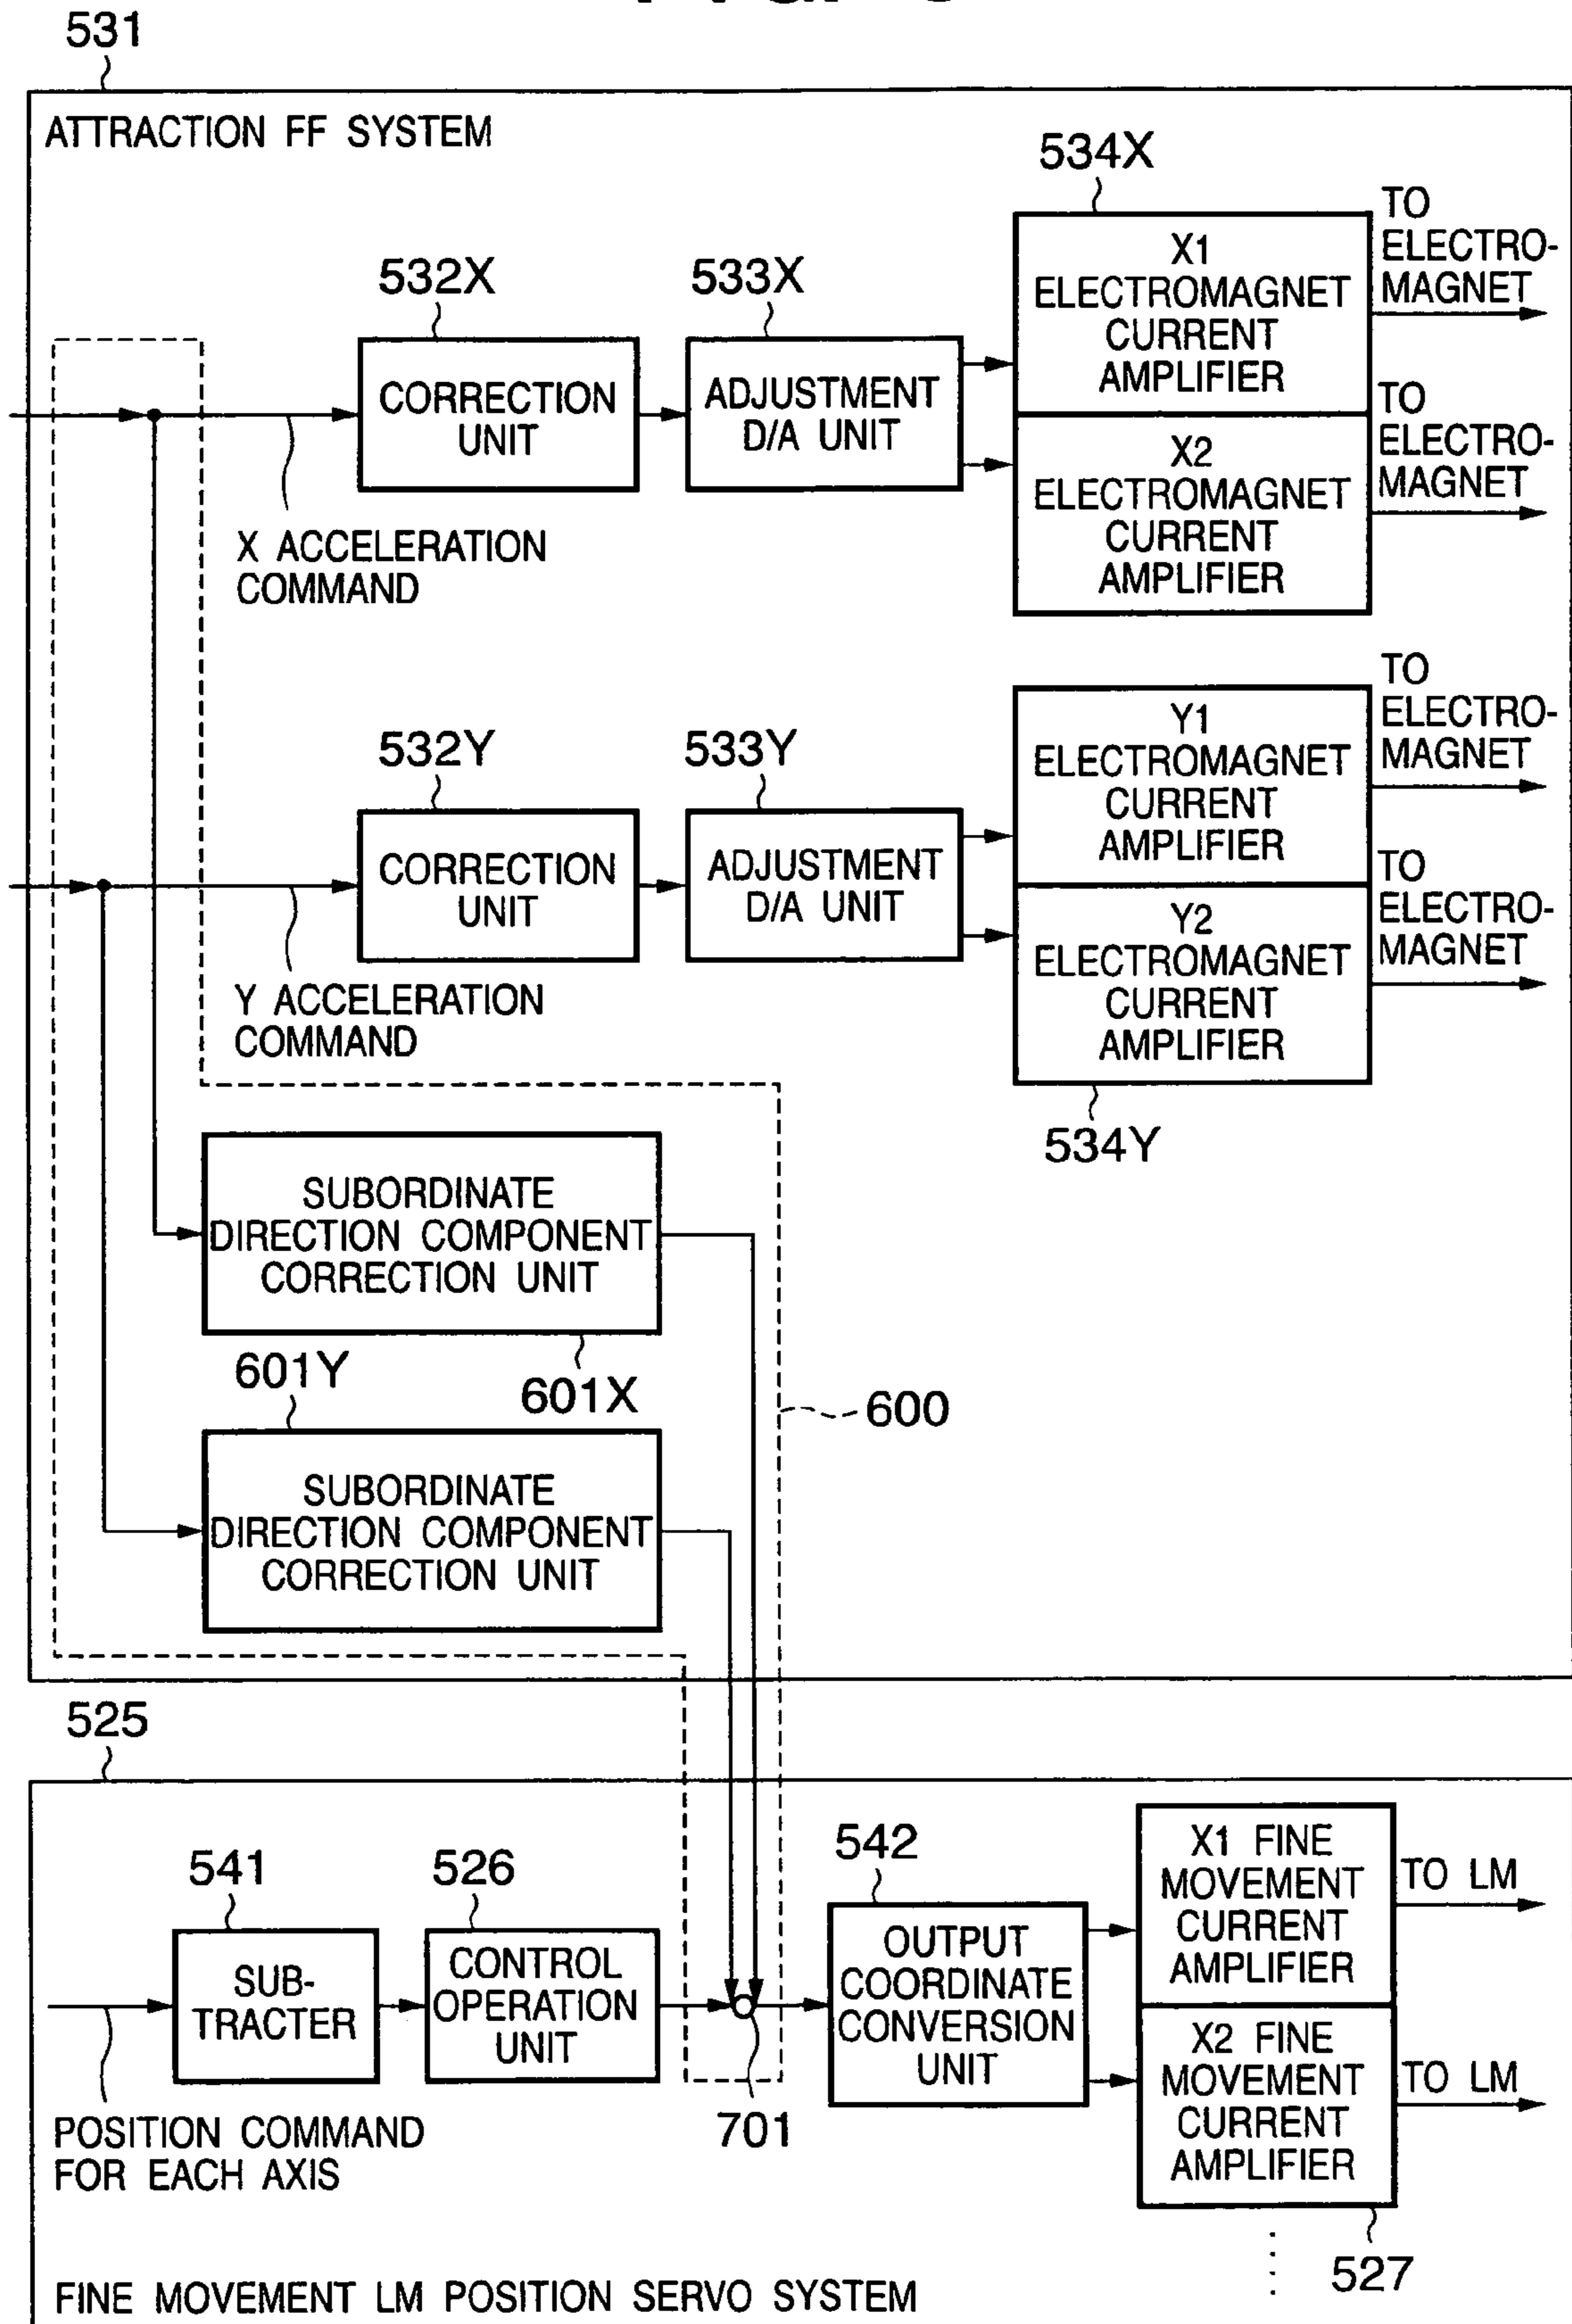 531
ATTRACTION FF SYSTEM
534X
TO
ELECTRO-
MAGNET
X1
ELECTROMAGNET
CURRENT
AMPLIFIER
532X
533X
CORRECTION
UNIT
ADJUSTMENT
D/A UNIT
TO
ELECTRO-
MAGNET
X2
ELECTROMAGNET
CURRENT
AMPLIFIER
X ACCELERATION
COMMAND
TO
ELECTRO-
MAGNET
Y1
ELECTROMAGNET
CURRENT
AMPLIFIER
532Y
533Y
CORRECTION
UNIT
ADJUSTMENT
D/A UNIT
TO
ELECTRO-
MAGNET
Y2
ELECTROMAGNET
CURRENT
AMPLIFIER
Y ACCELERATION
COMMAND
534Y
SUBORDINATE
DIRECTION COMPONENT
CORRECTION UNIT
601Y
601X
600
SUBORDINATE
DIRECTION COMPONENT
CORRECTION UNIT
525
541
526
542
X1 FINE
MOVEMENT
CURRENT
AMPLIFIER
TO LM
SUB-
TRACTER
CONTROL
OPERATION
UNIT
OUTPUT
COORDINATE
CONVERSION
UNIT
X2 FINE
MOVEMENT
CURRENT
AMPLIFIER
TO LM
701
POSITION COMMAND
FOR EACH AXIS
527
FINE MOVEMENT LM POSITION SERVO SYSTEM